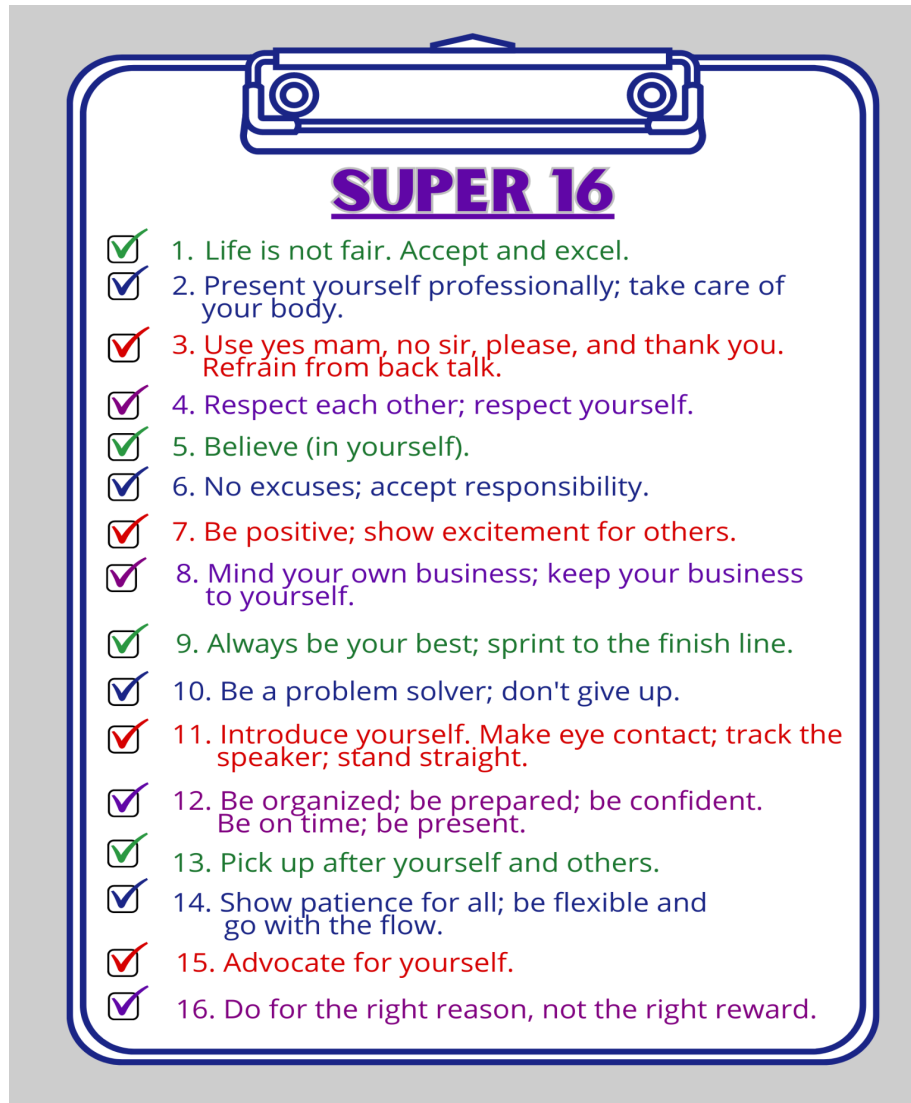 SUPER 16
1. Life is not fair. Accept and excel.
2. Present yourself professionally; take care of
your body.
3. Use yes mam, no sir, please, and thank you.
Refrain from back talk.
4. Respect each other; respect yourself.
5. Believe (in yourself).
6. No excuses; accept responsibility.
7. Be positive; show excitement for others.
8. Mind your own business; keep your business
to yourself.
9. Always be your best; sprint to the finish line.
10. Be a problem solver; don't give up.
11. Introduce yourself. Make eye contact; track the
speaker; stand straight.
12. Be organized; be prepared; be confident.
Be on time; be present.
13. Pick up after yourself and others.
14. Show patience for all; be flexible and
go with the flow.
15. Advocate for yourself.
16. Do for the right reason, not the right reward.